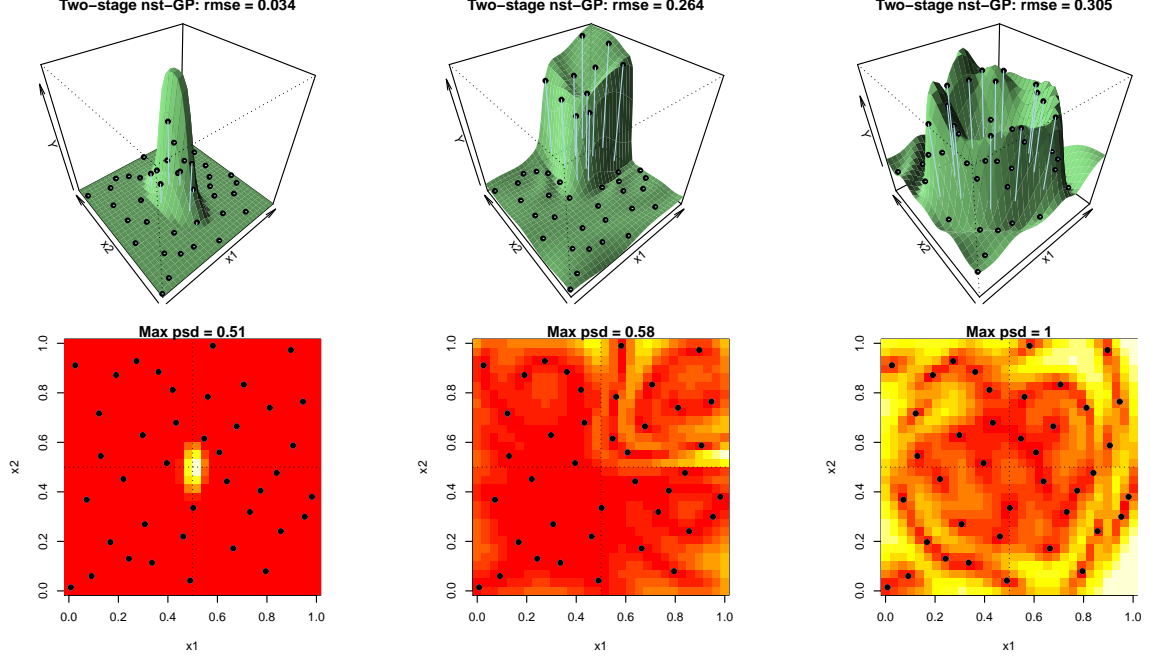 Two−stage nst−GP: rmse = 0.034
Two−stage nst−GP: rmse = 0.264
Two−stage nst−GP: rmse = 0.305
Y
x2
x1
Y
x2
x1
Y
x2
x1
Max psd = 0.51
Max psd = 0.58
Max psd = 1
x2
1.0
0.8
0.6
0.4
0.2
0.0
0.0 0.2 0.4 0.6 0.8 1.0
x1
x2
1.0
0.8
0.6
0.4
0.2
0.0
0.0 0.2 0.4 0.6 0.8 1.0
x1
x2
1.0
0.8
0.6
0.4
0.2
0.0
0.0 0.2 0.4 0.6 0.8 1.0
x1